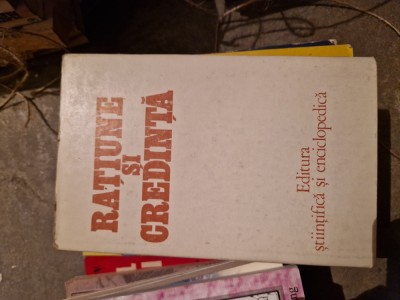 RAȚIUNE
ȘI
CREDINȚĂ
Editura
științifică și enciclopedică